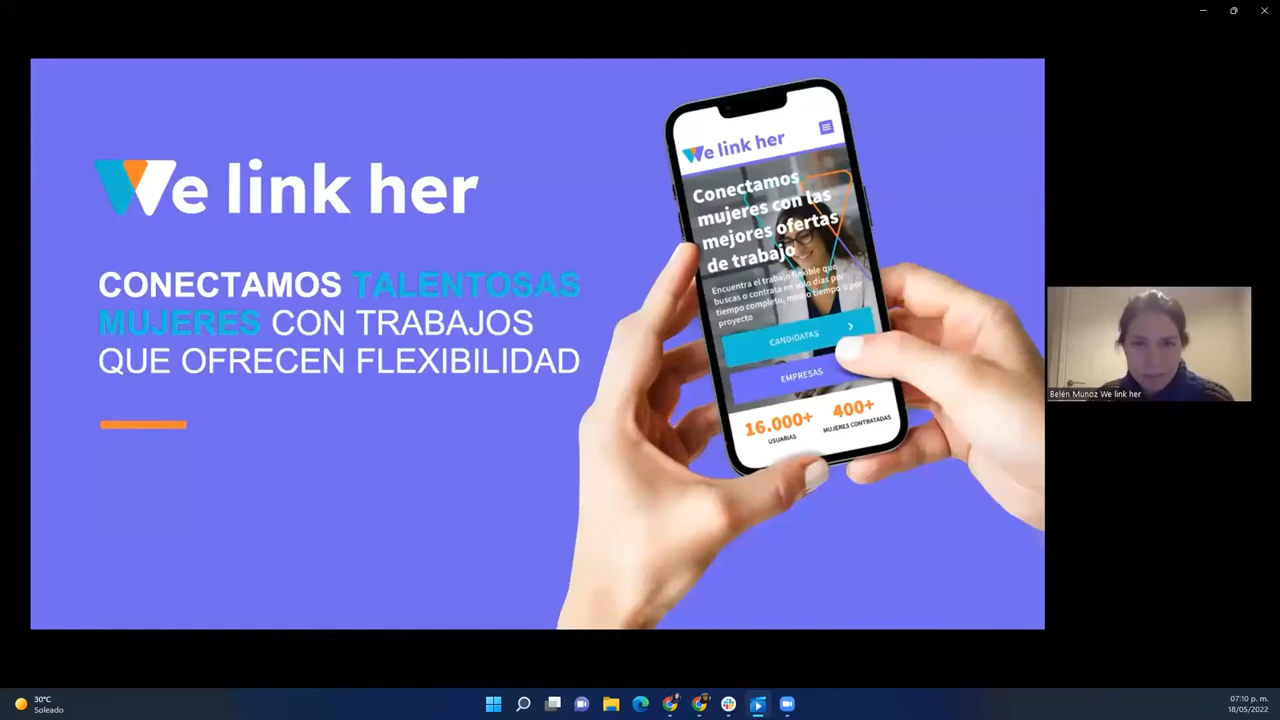 We link her
CONECTAMOS TALENTOSAS
MUJERES CON TRABAJOS
QUE OFRECEN FLEXIBILIDAD
We link her
Conectamos
mujeres con las
mejores ofertas
de trabajo
Encuentra el trabajo flexible que
buscas o contrata en solo días por
tiempo completo, medio tiempo ó por
proyecto
CANDIDATAS
EMPRESAS
16.000+
USUARIAS
400+
MUJERES CONTRATADAS
Belén Munoz We link her
30°C
Soleado
07:10 p. m.
18/05/2022